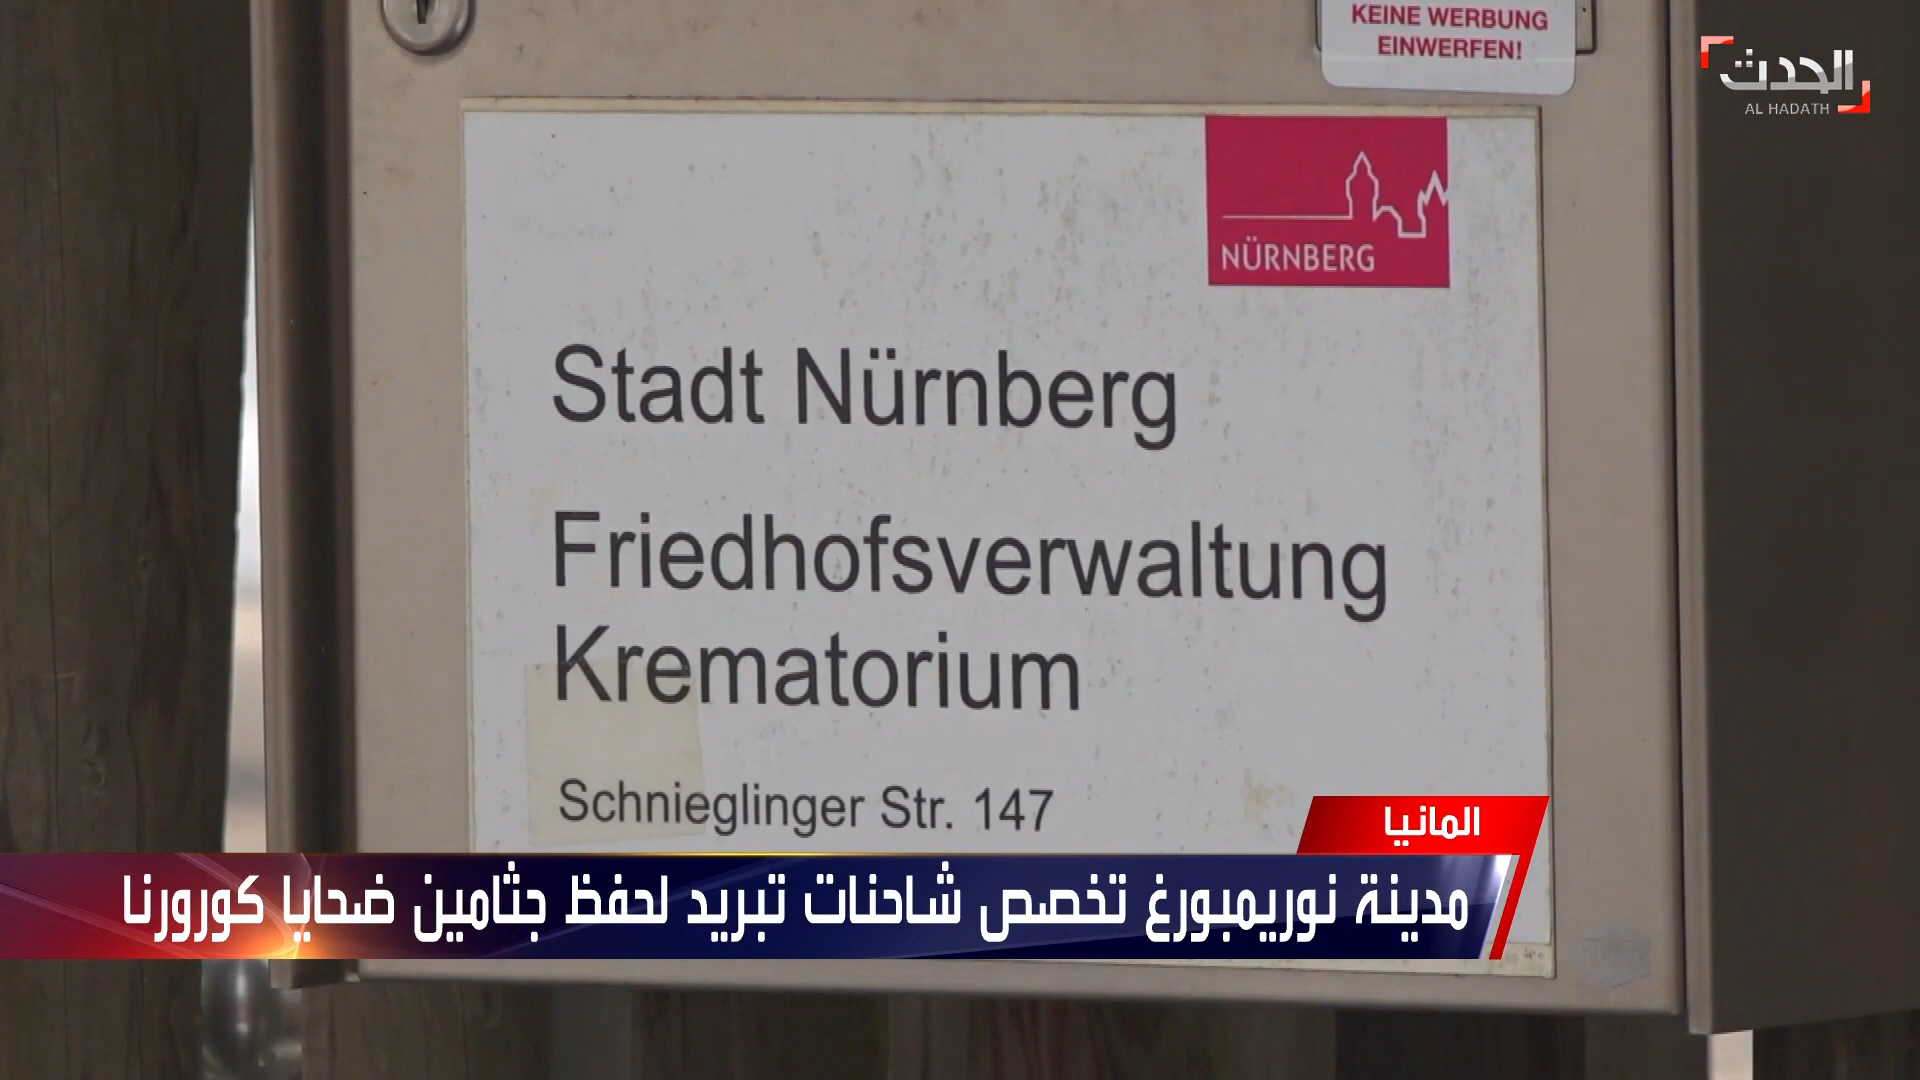 KEINE WERBUNG
EINWERFEN!
الحدث
AL HADATH
NÜRNBERG
Stadt Nürnberg
Friedhofsverwaltung
Krematorium
Schnieglinger Str. 147
المانيا
مدينة نوريمبورغ تخصص شاحنات تبريد لحفظ جثامين ضحايا كورورنا